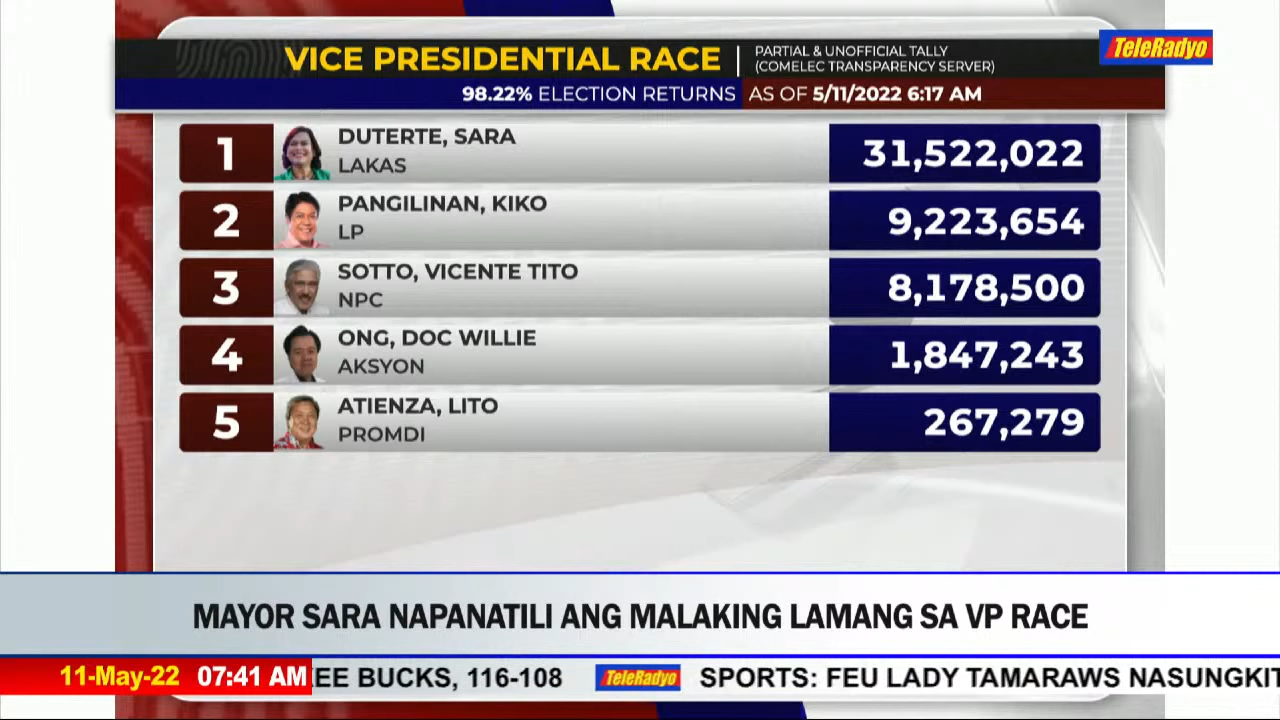 VICE PRESIDENTIAL RACE
PARTIAL & UNOFFICIAL TALLY
(COMELEC TRANSPARENCY SERVER)
TeleRadyo
98.22% ELECTION RETURNS AS OF 5/11/2022 6:17 AM
1 DUTERTE, SARA 31,522,022
LAKAS
2 PANGILINAN, KIKO 9,223,654
LP
3 SOTTO, VICENTE TITO 8,178,500
NPC
4 ONG, DOC WILLIE 1,847,243
AKSYON
5 ATIENZA, LITO 267,279
PROMDI
MAYOR SARA NAPANATILI ANG MALAKING LAMANG SA VP RACE
11-May-22 07:41 AM EE BUCKS, 116-108 TeleRadyo SPORTS: FEU LADY TAMARAWS NASUNGKIT